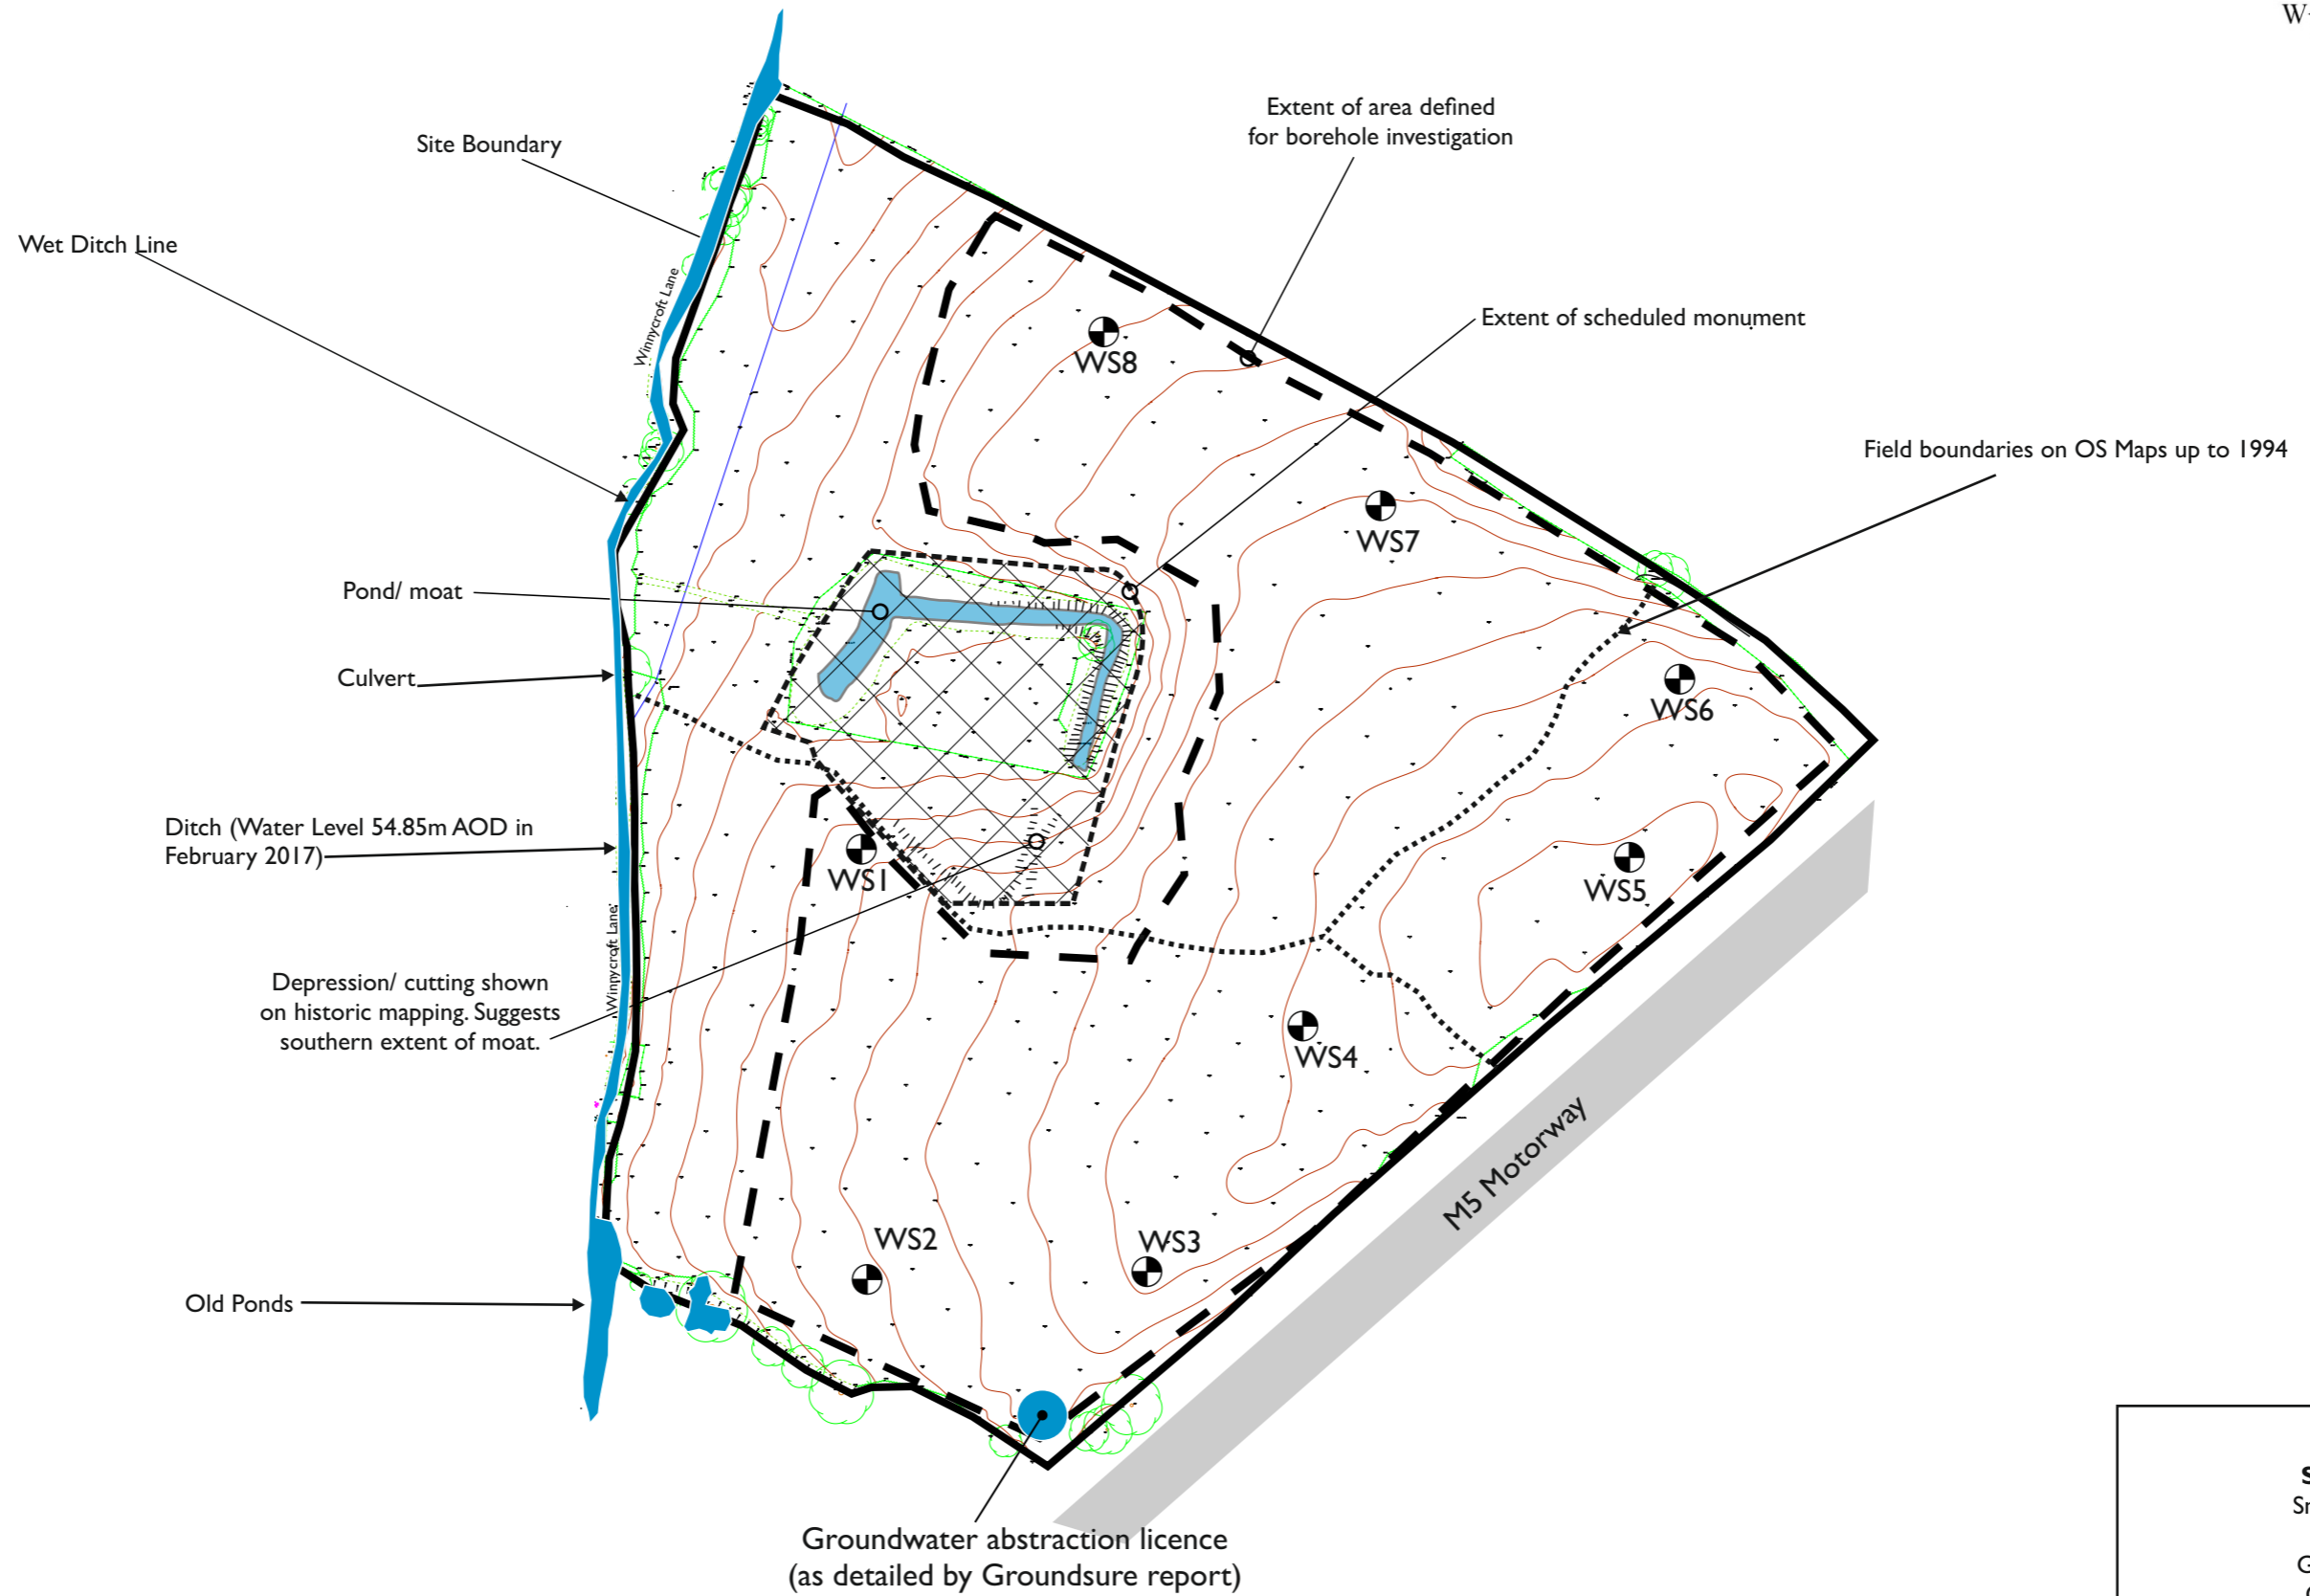 Extent of area defined
for borehole investigation
Site Boundary
Wet Ditch Line
Winnycroft Lane
Extent of scheduled monument
WS8
Field boundaries on OS Maps up to 1994
WS7
Pond/ moat
Culvert
WS6
Ditch (Water Level 54.85m AOD in
February 2017)
WS1
WS5
Winnycroft Lane
Depression/ cutting shown
on historic mapping. Suggests
southern extent of moat.
WS4
M5 Motorway
WS2
WS3
Old Ponds
Groundwater abstraction licence
(as detailed by Groundsure report)